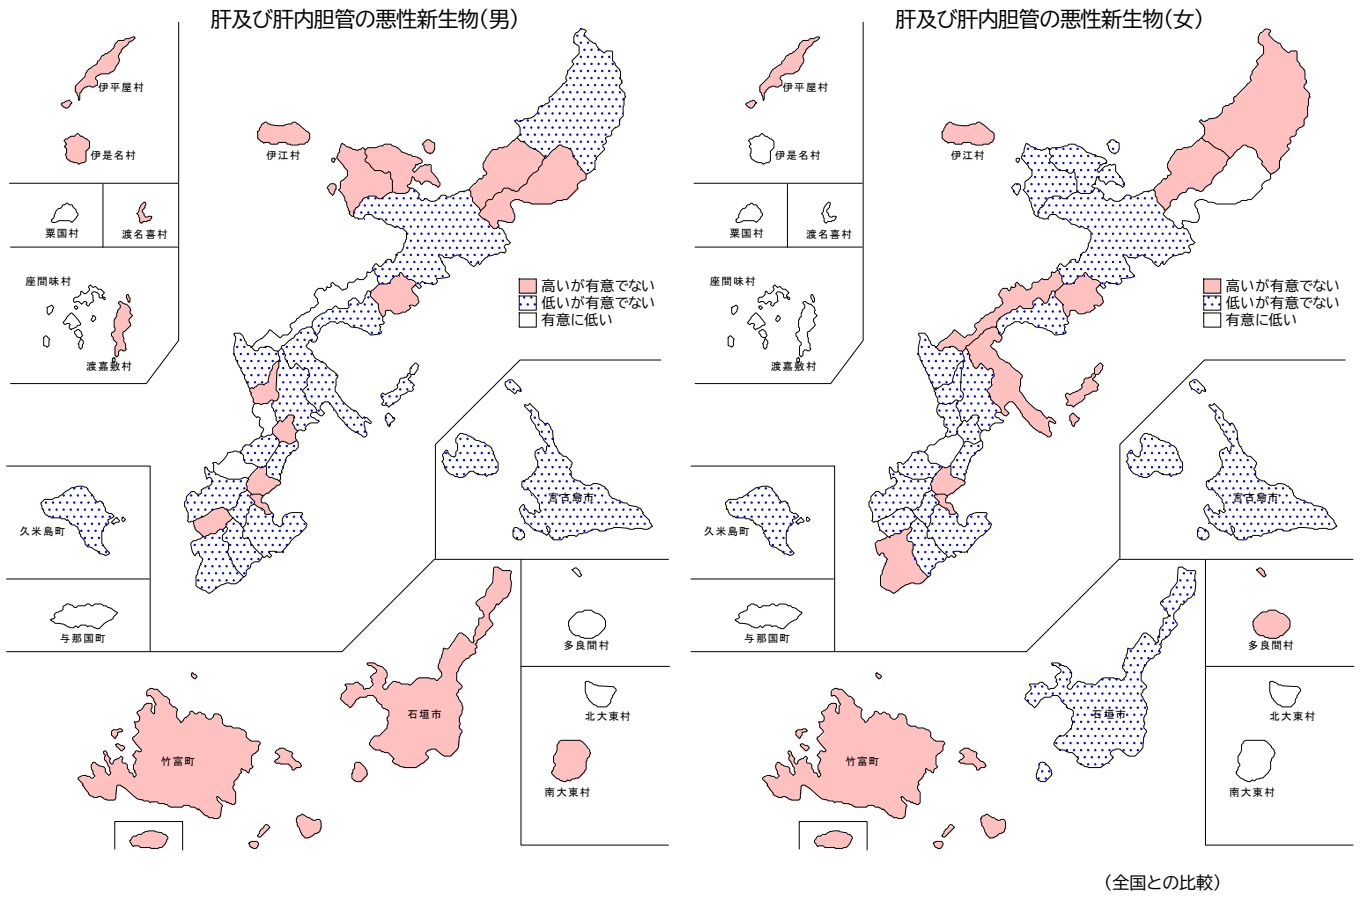 肝及び肝内胆管の悪性新生物(男)
伊平屋村
伊是名村
伊江村
粟国村
渡名喜村
座間味村
渡嘉敷村
高いが有意でない
低いが有意でない
有意に低い
久米島町
宮古島市
与那国町
多良間村
石垣市
北大東村
竹富町
南大東村
肝及び肝内胆管の悪性新生物(女)
伊平屋村
伊是名村
伊江村
粟国村
渡名喜村
座間味村
渡嘉敷村
高いが有意でない
低いが有意でない
有意に低い
久米島町
宮古島市
与那国町
多良間村
石垣市
北大東村
竹富町
南大東村
(全国との比較)